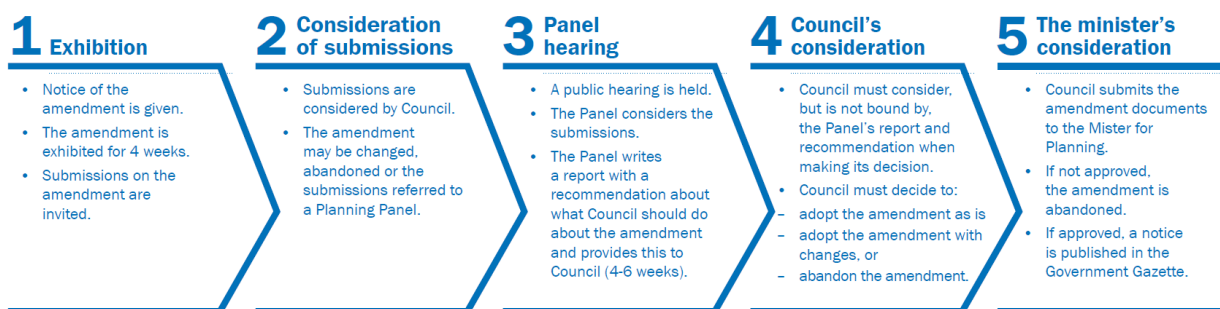 1 Exhibition
• Notice of the
amendment is given.
• The amendment is
exhibited for 4 weeks.
• Submissions on the
amendment are
invited.
2 Consideration
of submissions
• Submissions are
considered by Council.
• The amendment
may be changed,
abandoned or the
submissions referred to
a Planning Panel.
3 Panel
hearing
• A public hearing is held.
• The Panel considers the
submissions.
• The Panel writes
a report with a
recommendation about
what Council should do
about the amendment
and provides this to
Council (4-6 weeks).
4 Council's
consideration
• Council must consider,
but is not bound by,
the Panel's report and
recommendation when
making its decision.
• Council must decide to:
– adopt the amendment as is
– adopt the amendment with
changes, or
– abandon the amendment.
5 The minister's
consideration
• Council submits the
amendment documents
to the Mister for
Planning.
• If not approved,
the amendment is
abandoned.
• If approved, a notice
is published in the
Government Gazette.